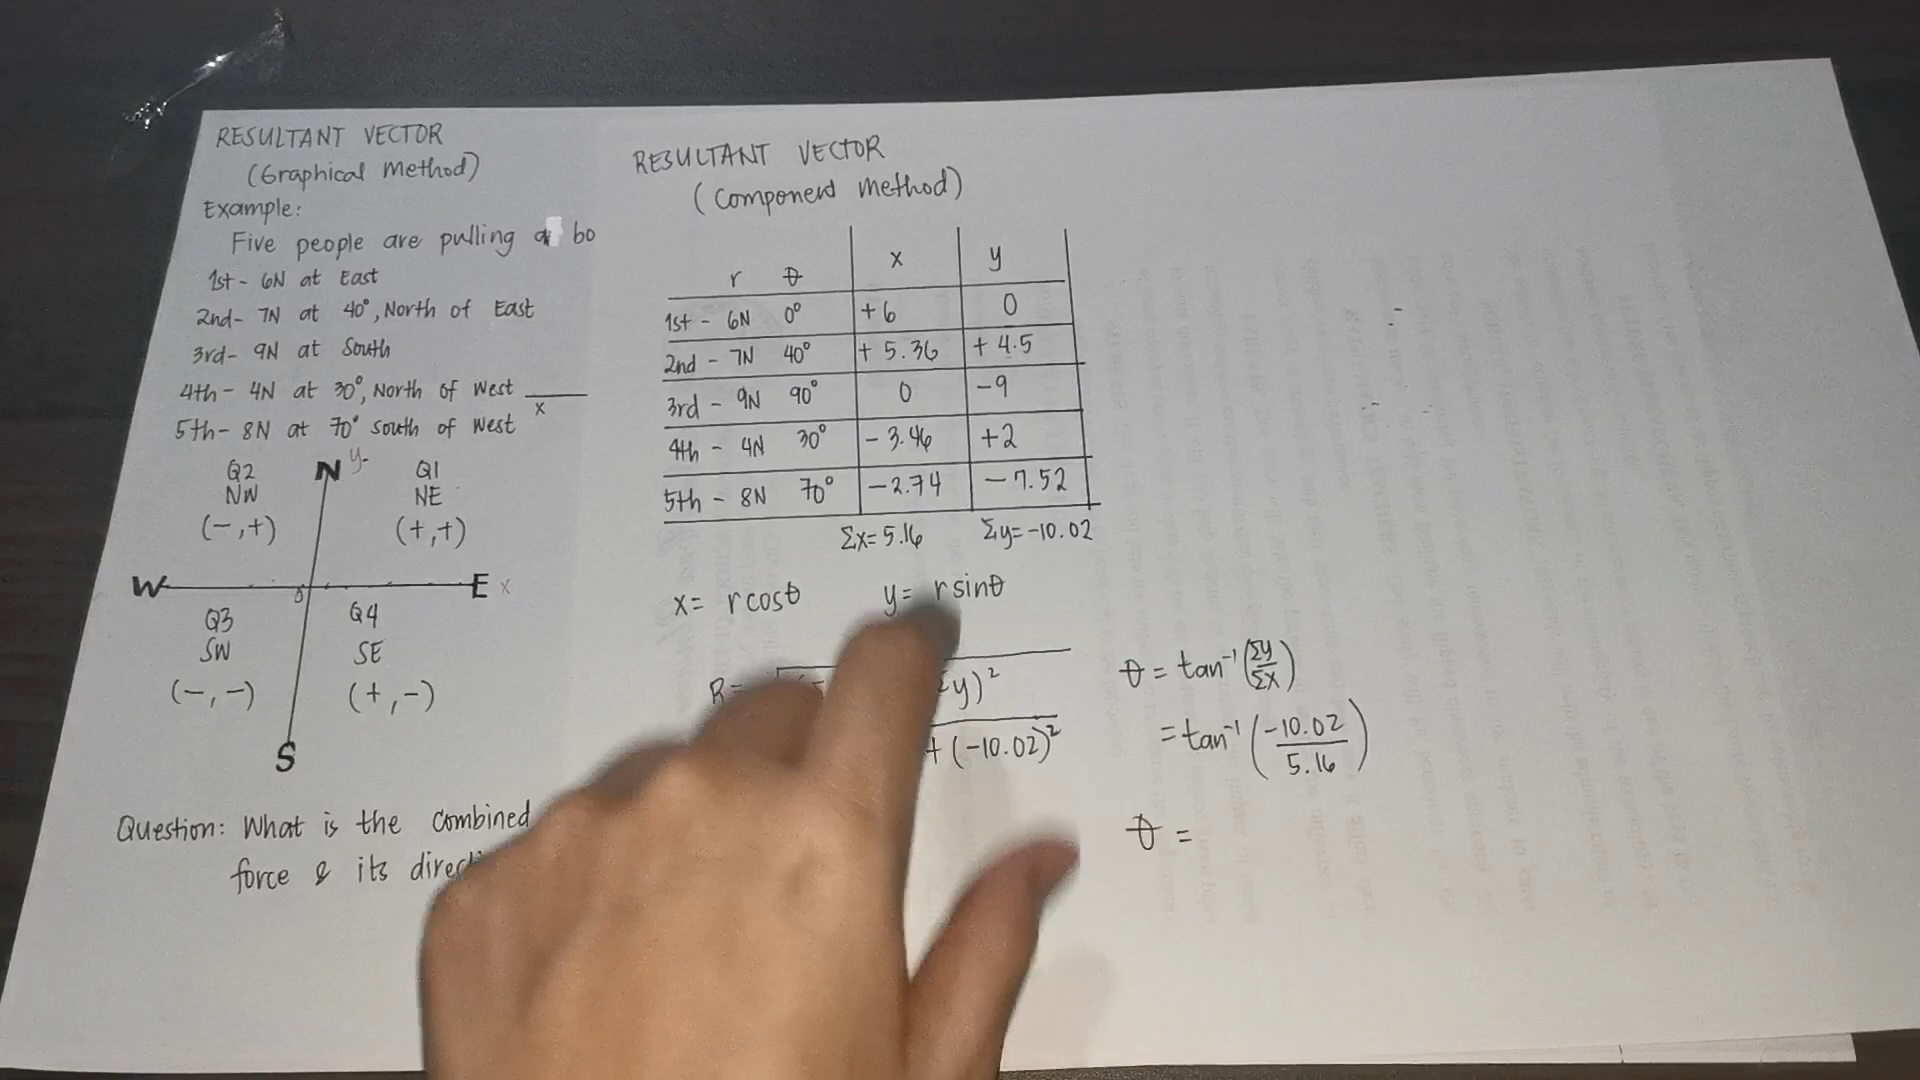 RESULTANT VECTOR
(Graphical Method)
Example:
Five people are pulling a bo
1st - 6N at East
2nd - 7N at 40°, North of East
3rd - 9N at South
4th - 4N at 30°, North of West
x
5th - 8N at 70° South of West
Q2 N y Q1
NW NE
(-,+) (+,+)
W E x
Q3 Q4
SW SE
(-,-) (+,-)
S
Question: What is the combined
force & its direc
RESULTANT VECTOR
(Component Method)
r θ x y
1st - 6N 0° +6 0
2nd - 7N 40° +5.36 +4.5
3rd - 9N 90° 0 -9
4th - 4N 30° -3.46 +2
5th - 8N 70° -2.74 -7.52
Σx=5.16 Σy=-10.02
x= rcosθ y= rsinθ
R= y)²
+(-10.02)²
θ = tan⁻¹(Σy/Σx)
= tan⁻¹(-10.02/5.16)
θ =